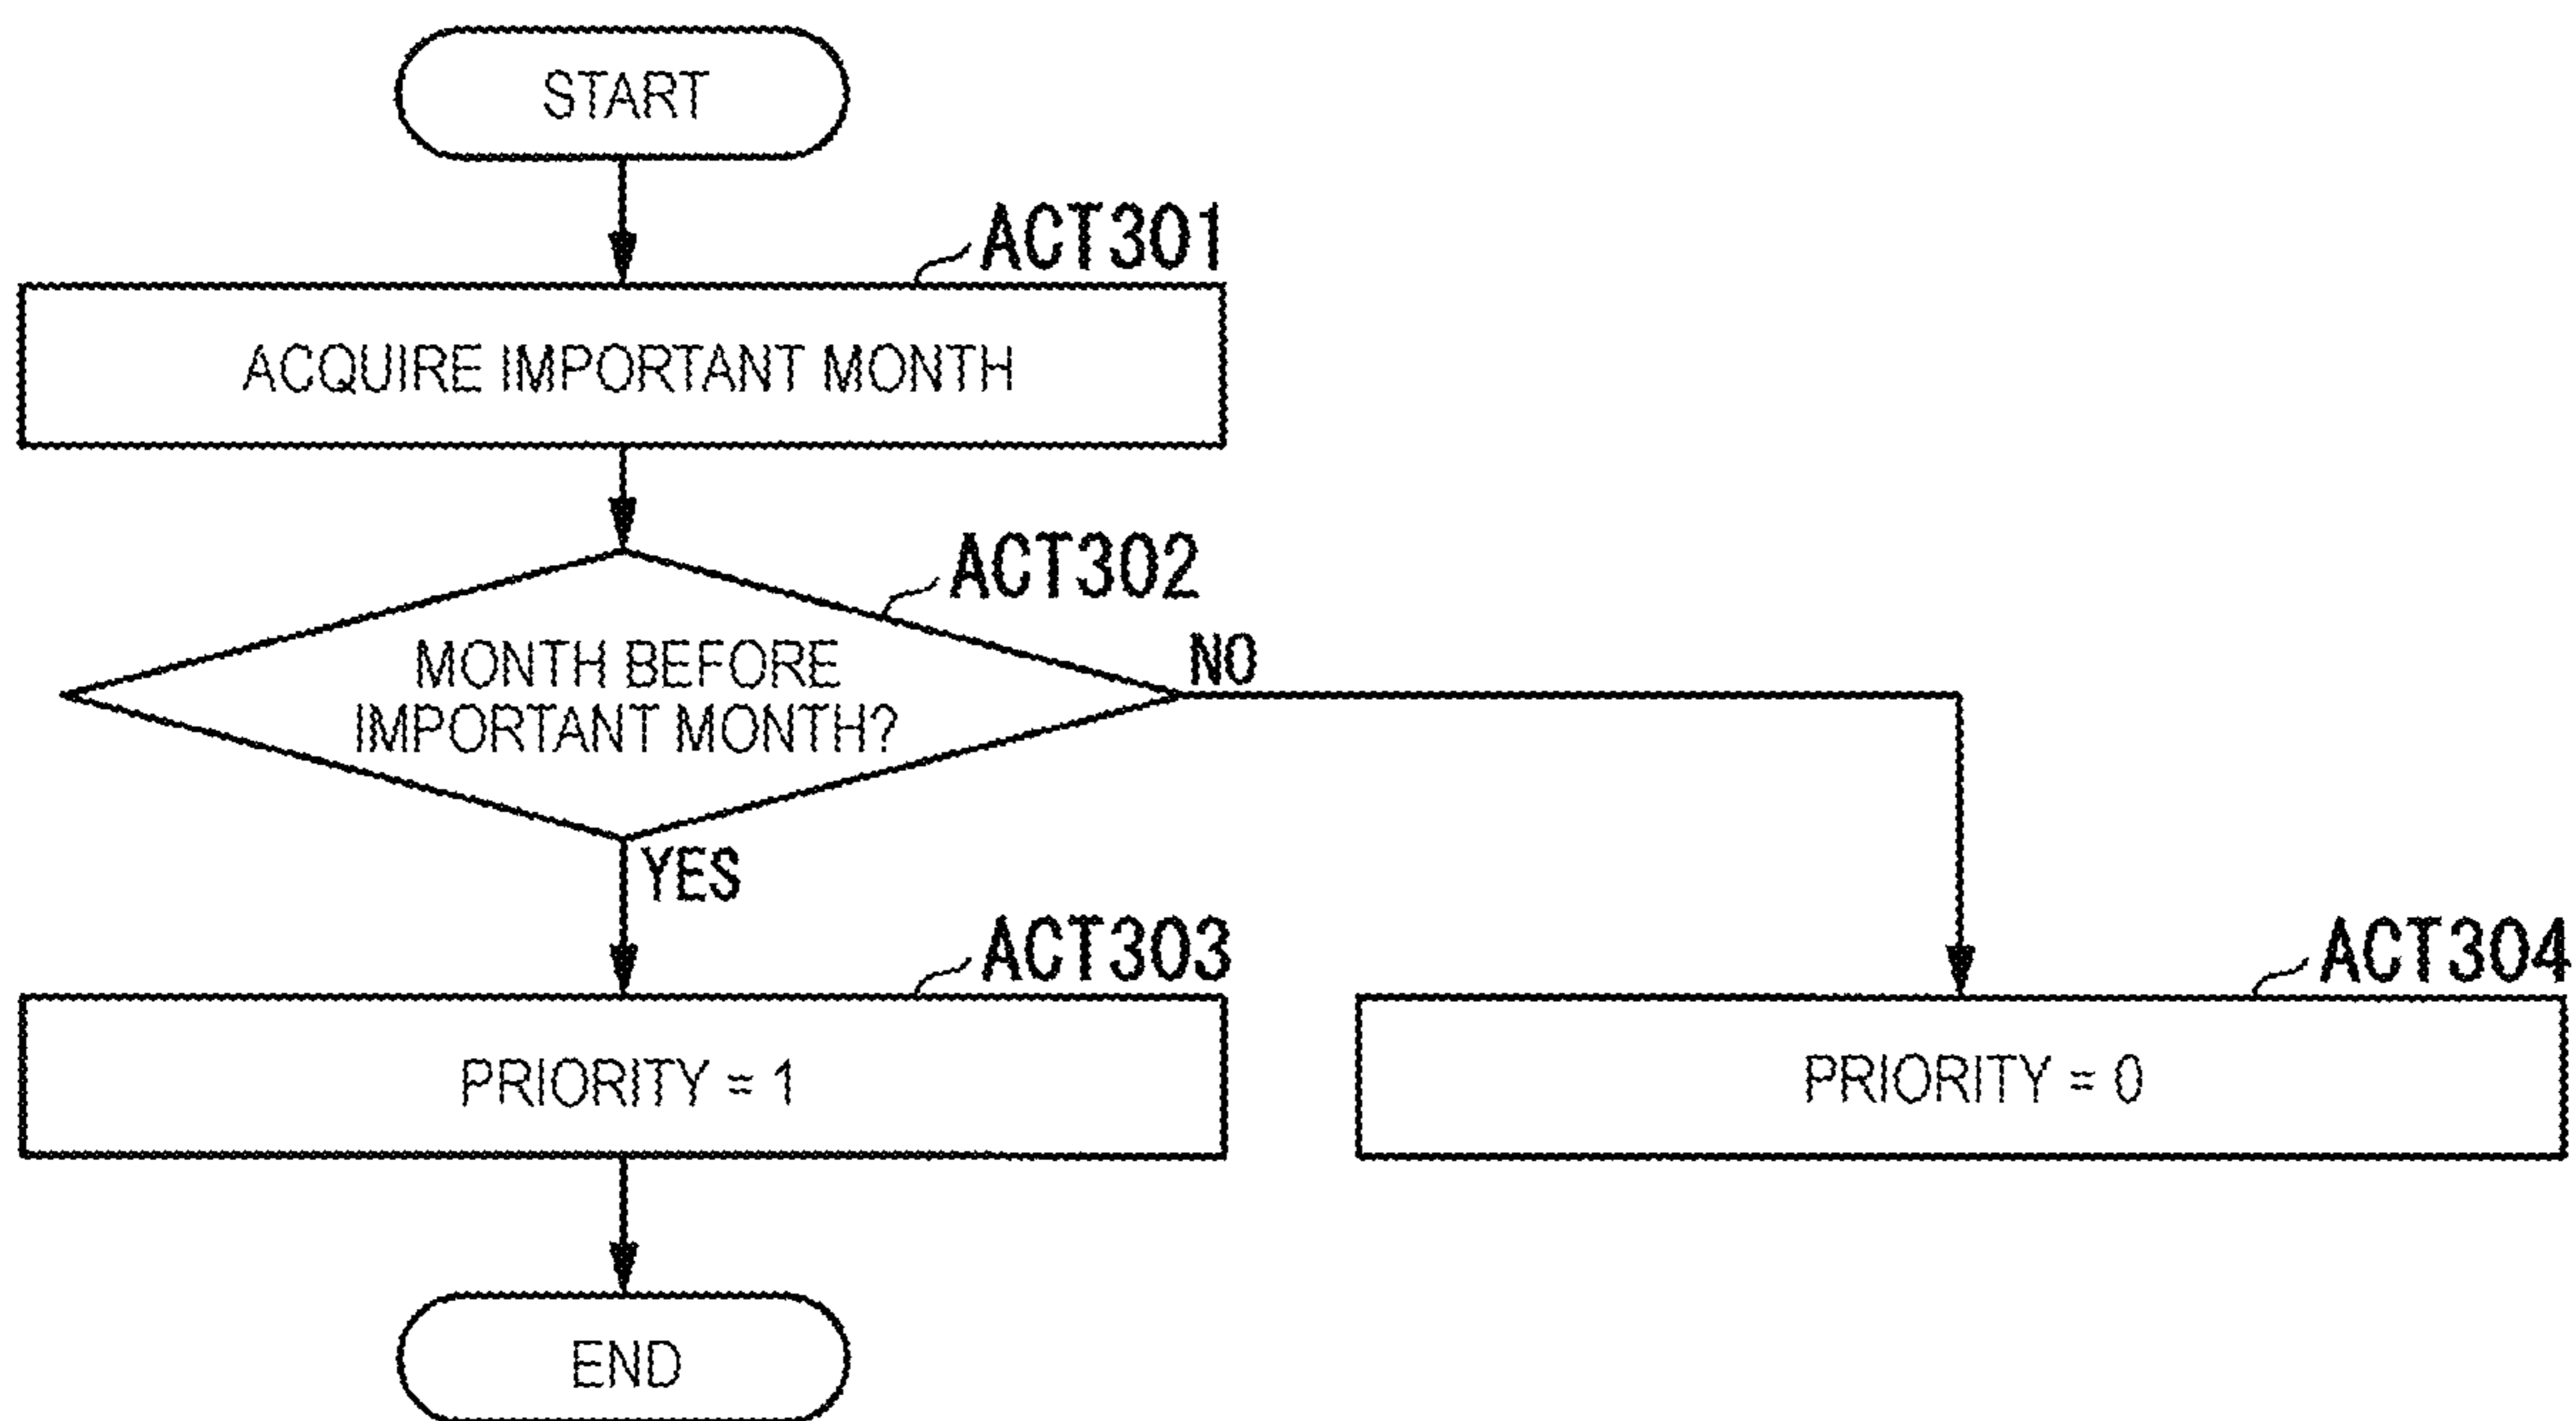 START
ACT301
ACQUIRE IMPORTANT MONTH
ACT302
MONTH BEFORE
IMPORTANT MONTH?
NO
YES
ACT303
PRIORITY = 1
ACT304
PRIORITY = 0
END